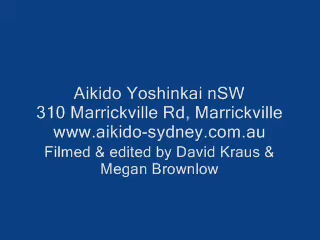 Aikido Yoshinkai nSW
310 Marrickville Rd, Marrickville
www.aikido-sydney.com.au
Filmed & edited by David Kraus &
Megan Brownlow